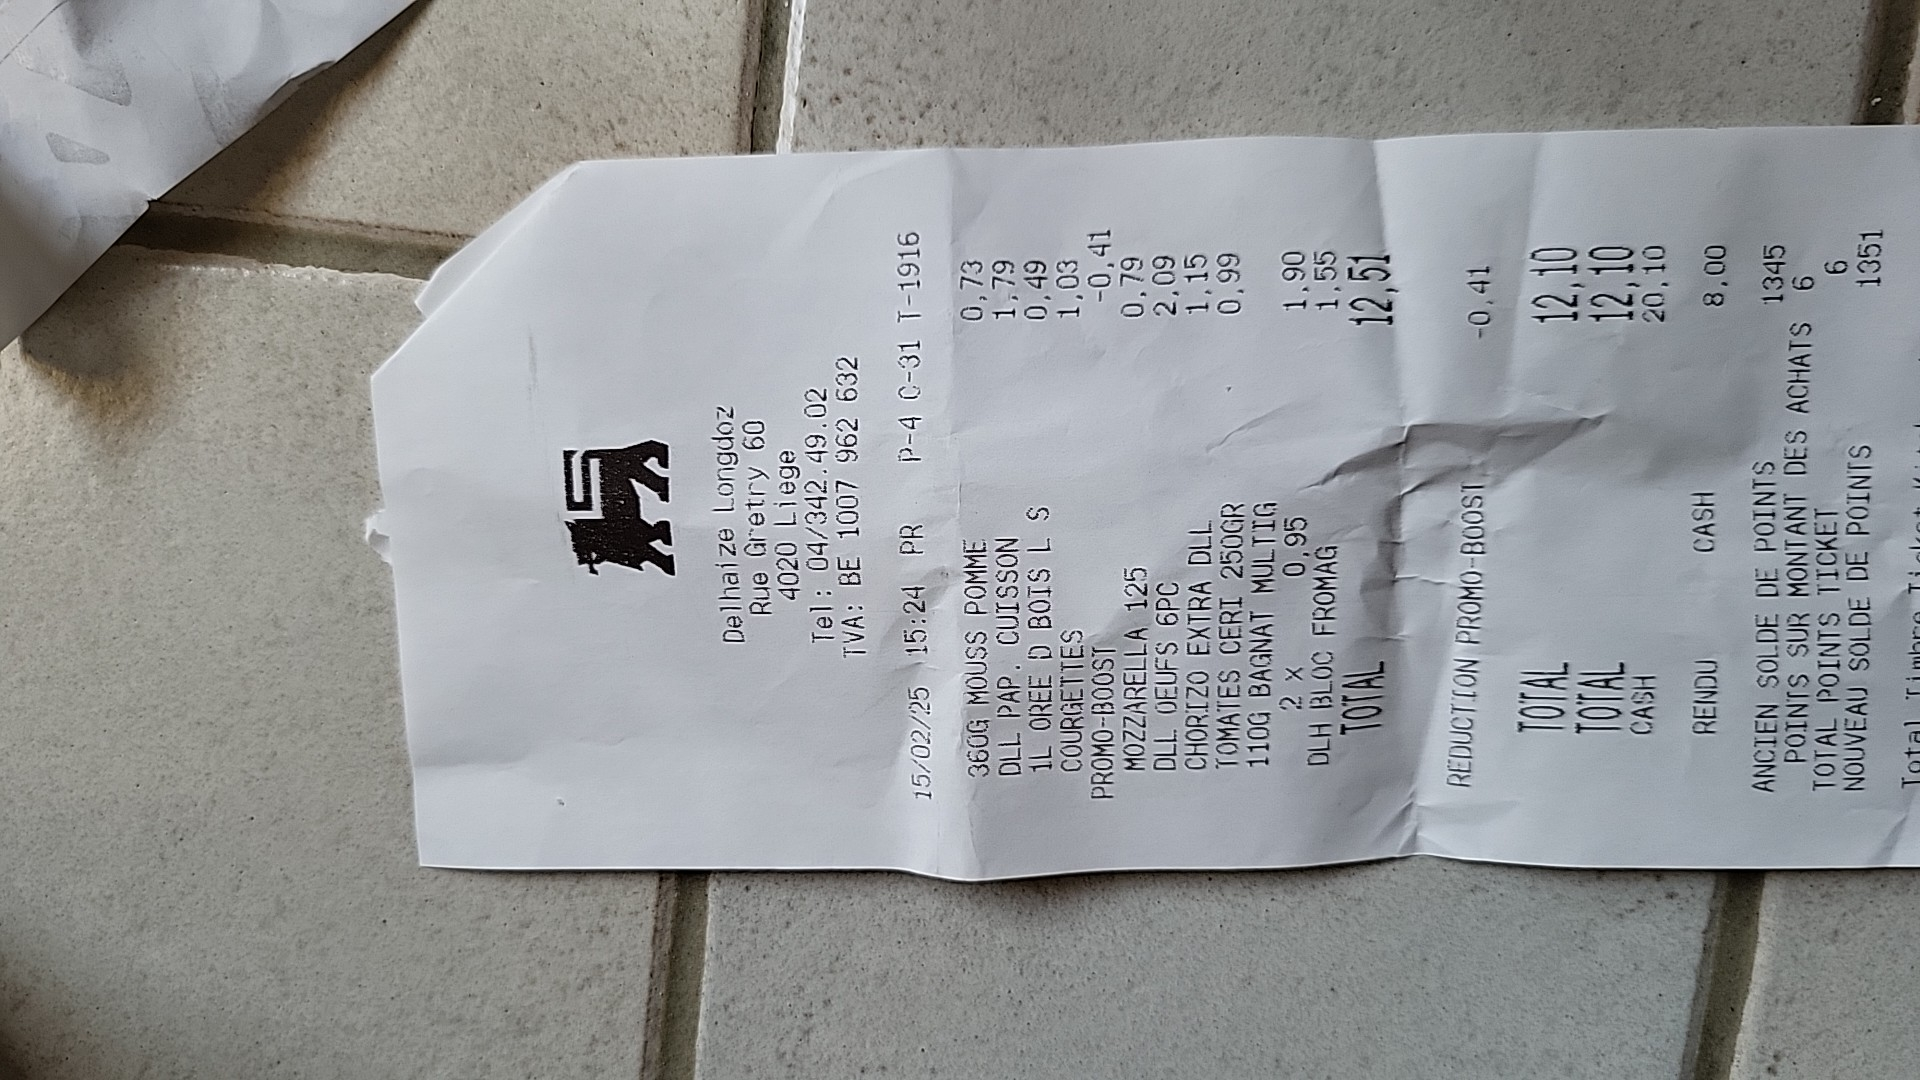 Delhaize Longdoz
Rue Gretry 60
4020 Liege
Tel: 04/342.49.02
TVA: BE 1007 962 632
15/02/25 15:24 PR P-4 C-31 T-1916
360G MOUSS POMME 0,73
DLL PAP. CUISSON 1,79
1L OREE D BOIS L S 0,49
COURGETTES 1,03
PROMO-BOOST -0,41
MOZZARELLA 125 0,79
DLL OEUFS 6PC 2,09
CHORIZO EXTRA DLL 1,15
TOMATES CERI 250GR 0,99
110G BAGNAT MULTIG
2 X 0,95 1,90
DLH BLOC FROMAG 1,55
TOTAL 12,51
REDUCTION PROMO-BOOST -0,41
TOTAL 12,10
TOTAL 12,10
CASH 20,10
RENDU CASH 8,00
ANCIEN SOLDE DE POINTS 1345
POINTS SUR MONTANT DES ACHATS 6
TOTAL POINTS TICKET 6
NOUVEAU SOLDE DE POINTS 1351